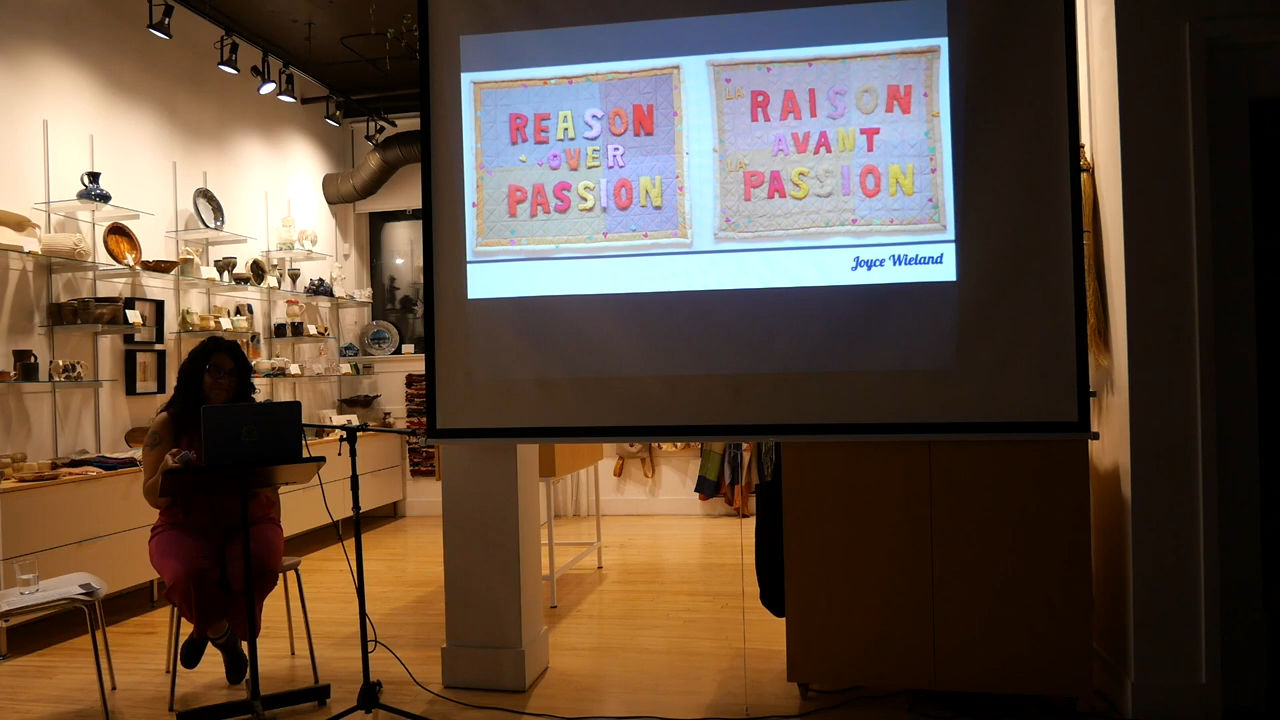 REASON
OVER
PASSION
LA RAISON
AVANT
LA PASSION
Joyce Wieland